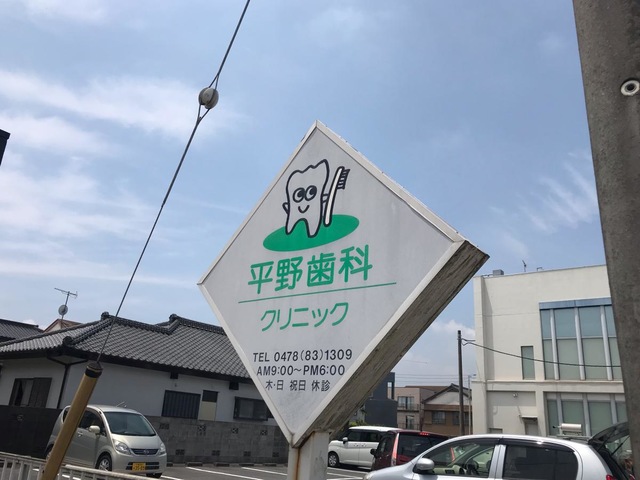 平野歯科
クリニック
TEL 0478(83)1309
AM9:00～PM6:00
木・日 祝日 休診